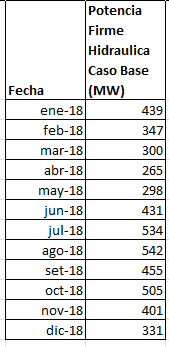 Fecha
Potencia
Firme
Hidraulica
Caso Base
(MW)
ene-18 439
feb-18 347
mar-18 300
abr-18 265
may-18 298
jun-18 431
jul-18 534
ago-18 542
set-18 455
oct-18 505
nov-18 401
dic-18 331